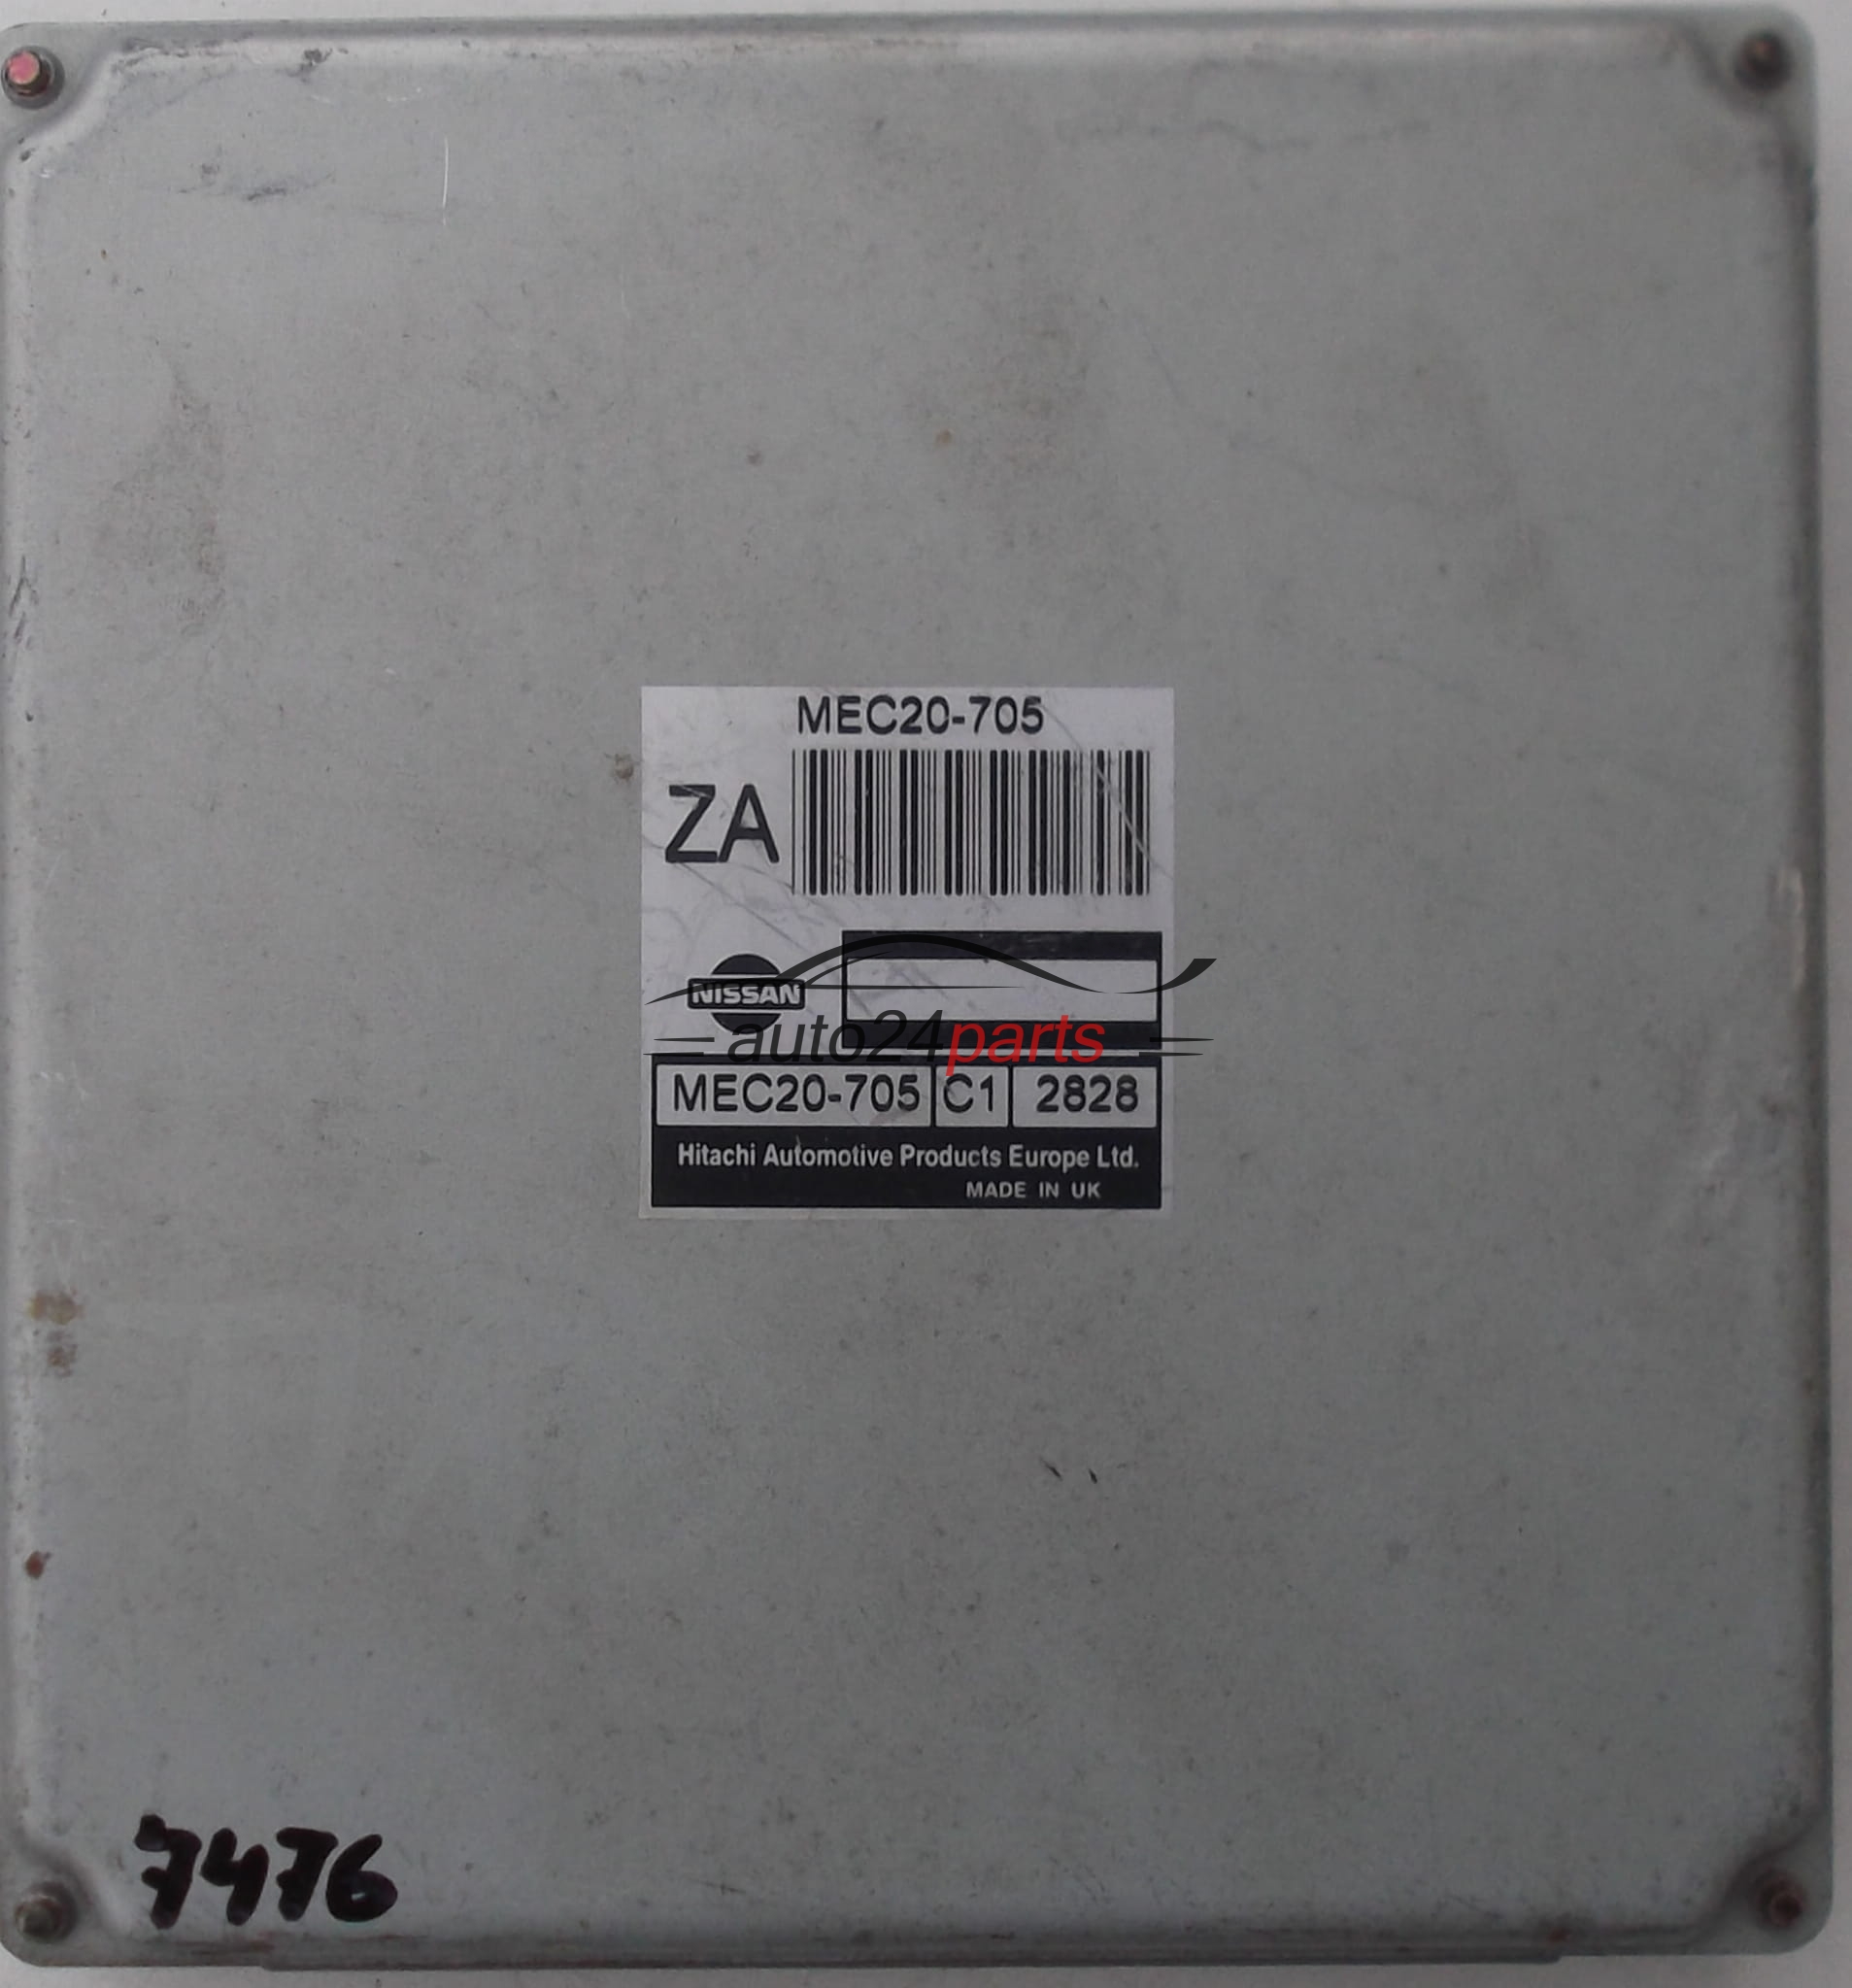 MEC20-705
ZA
NISSAN
auto24parts
MEC20-705 C1 2828
Hitachi Automotive Products Europe Ltd.
MADE IN UK
7476